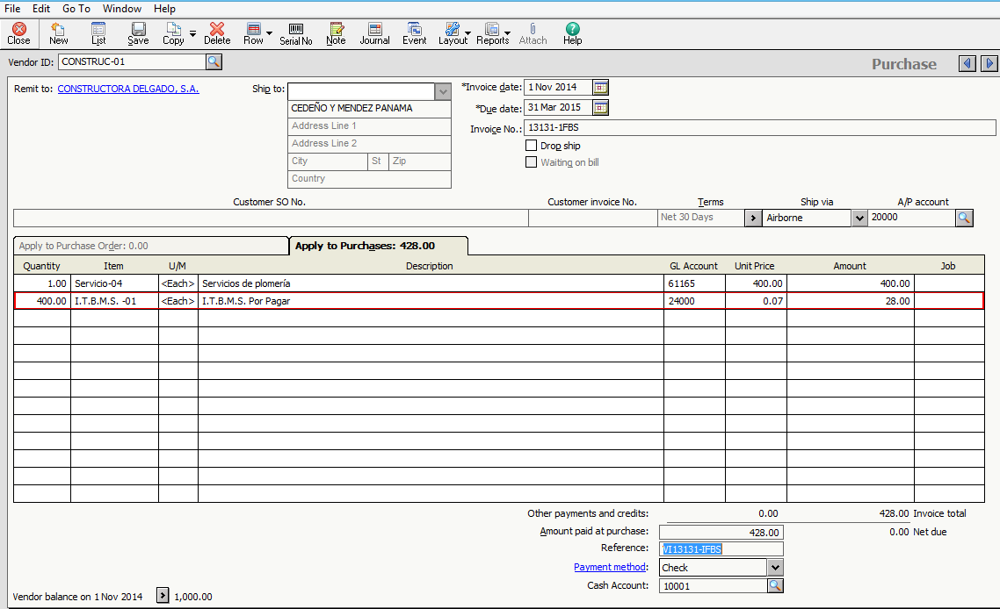 File Edit Go To Window Help
Close New List Save Copy Delete Row Serial No Note Journal Event Layout Reports Attach Help
Vendor ID: CONSTRUC-01
Purchase
Remit to: CONSTRUCTORA DELGADO, S.A.
Ship to:
CEDEÑO Y MENDEZ PANAMA
Address Line 1
Address Line 2
City St Zip
Country
*Invoice date: 1 Nov 2014
*Due date: 31 Mar 2015
Invoice No.: 13131-1FBS
Drop ship
Waiting on bill
Customer SO No. Customer invoice No. Terms Ship via A/P account
Net 30 Days Airborne 20000
Apply to Purchase Order: 0.00 Apply to Purchases: 428.00
Quantity Item U/M Description GL Account Unit Price Amount Job
1.00 Servicio-04 <Each> Servicios de plomería 61165 400.00 400.00
400.00 I.T.B.M.S. -01 <Each> I.T.B.M.S. Por Pagar 24000 0.07 28.00
Other payments and credits: 0.00 428.00 Invoice total
Amount paid at purchase: 428.00 0.00 Net due
Reference: VI13131-IFBS
Payment method: Check
Cash Account: 10001
Vendor balance on 1 Nov 2014 1,000.00